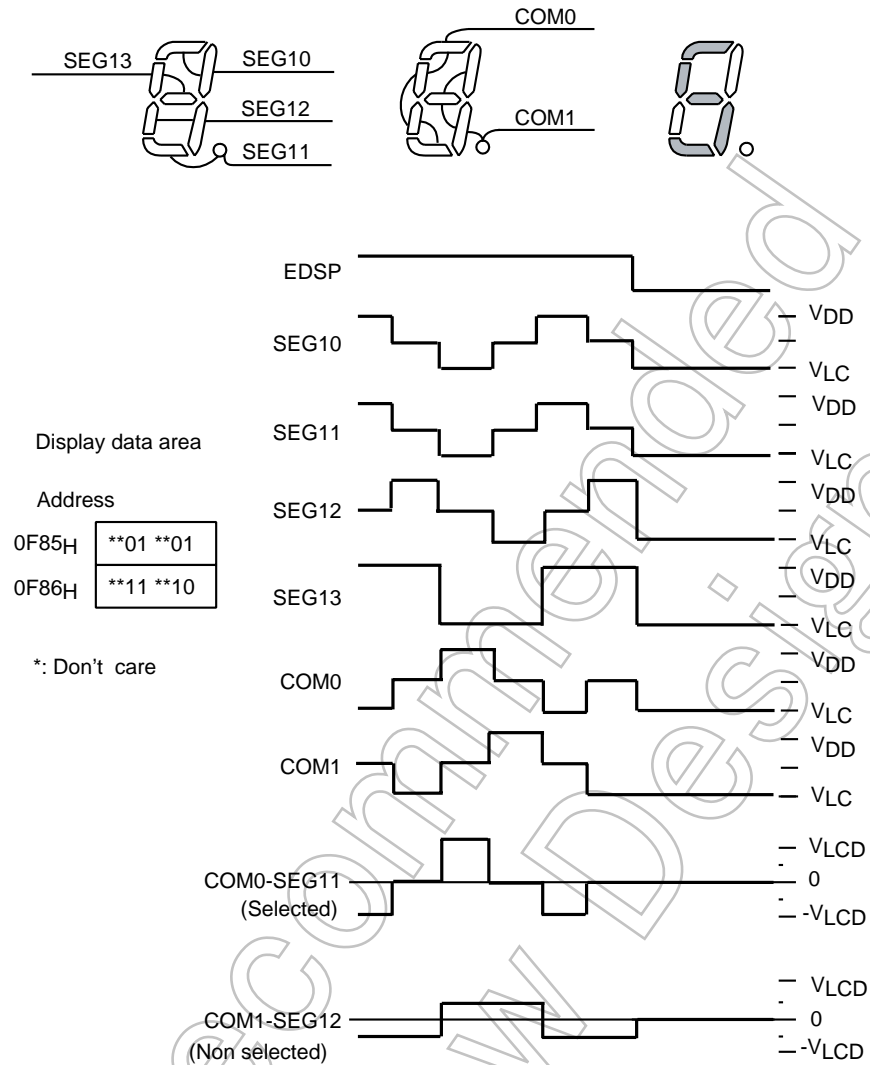 COM0
SEG13
SEG10
SEG12
COM1
SEG11
EDSP
VDD
SEG10
VLC
VDD
SEG11
Display data area
VLC
VDD
Address
SEG12
0F85H **01 **01
VLC
VDD
0F86H **11 **10
SEG13
VLC
VDD
*: Don't care
COM0
VLC
VDD
COM1
VLC
VLCD
COM0-SEG11
0
(Selected)
-VLCD
VLCD
COM1-SEG12
0
(Non selected)
-VLCD